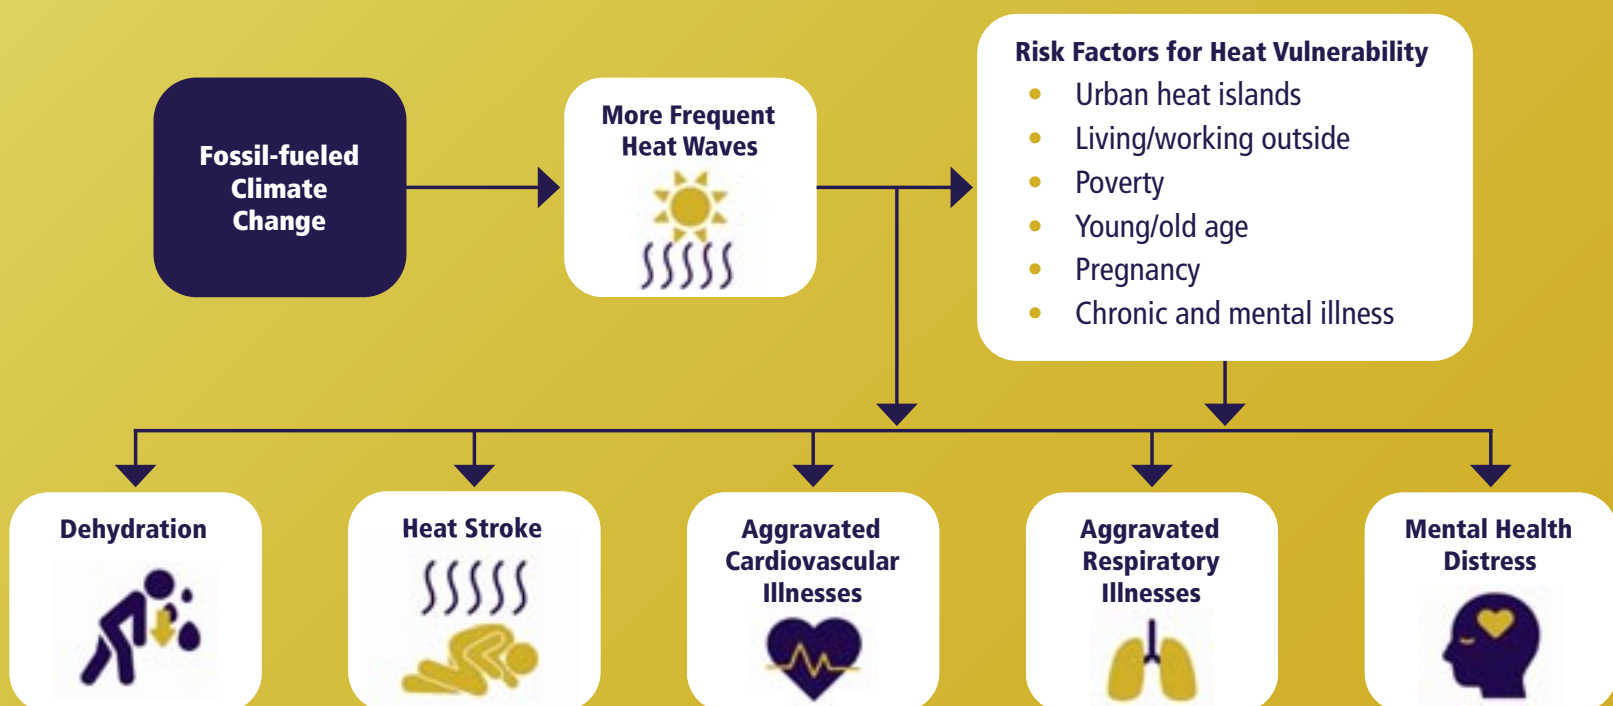 Fossil-fueled
Climate
Change
More Frequent
Heat Waves
Risk Factors for Heat Vulnerability
• Urban heat islands
• Living/working outside
• Poverty
• Young/old age
• Pregnancy
• Chronic and mental illness
Dehydration
Heat Stroke
Aggravated
Cardiovascular
Illnesses
Aggravated
Respiratory
Illnesses
Mental Health
Distress